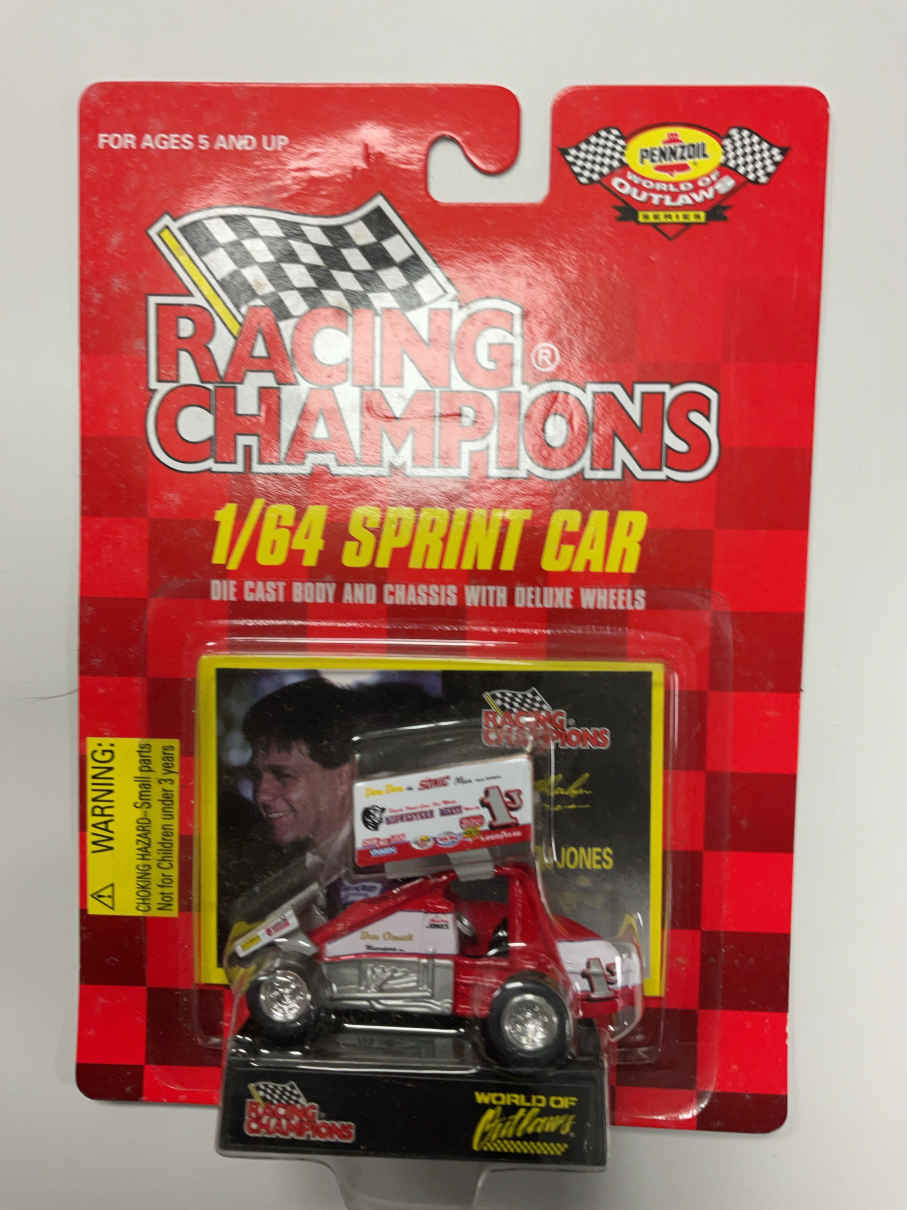 FOR AGES 5 AND UP
PENNZOIL
WORLD OF
OUTLAWS
SERIES
RACING
CHAMPIONS®
1/64 SPRINT CAR
DIE CAST BODY AND CHASSIS WITH DELUXE WHEELS
WARNING:
CHOKING HAZARD–Small parts
Not for Children under 3 years
RACING
CHAMPIONS
JONES
1s
JONES
1s
RACING
CHAMPIONS
WORLD OF
Outlaws